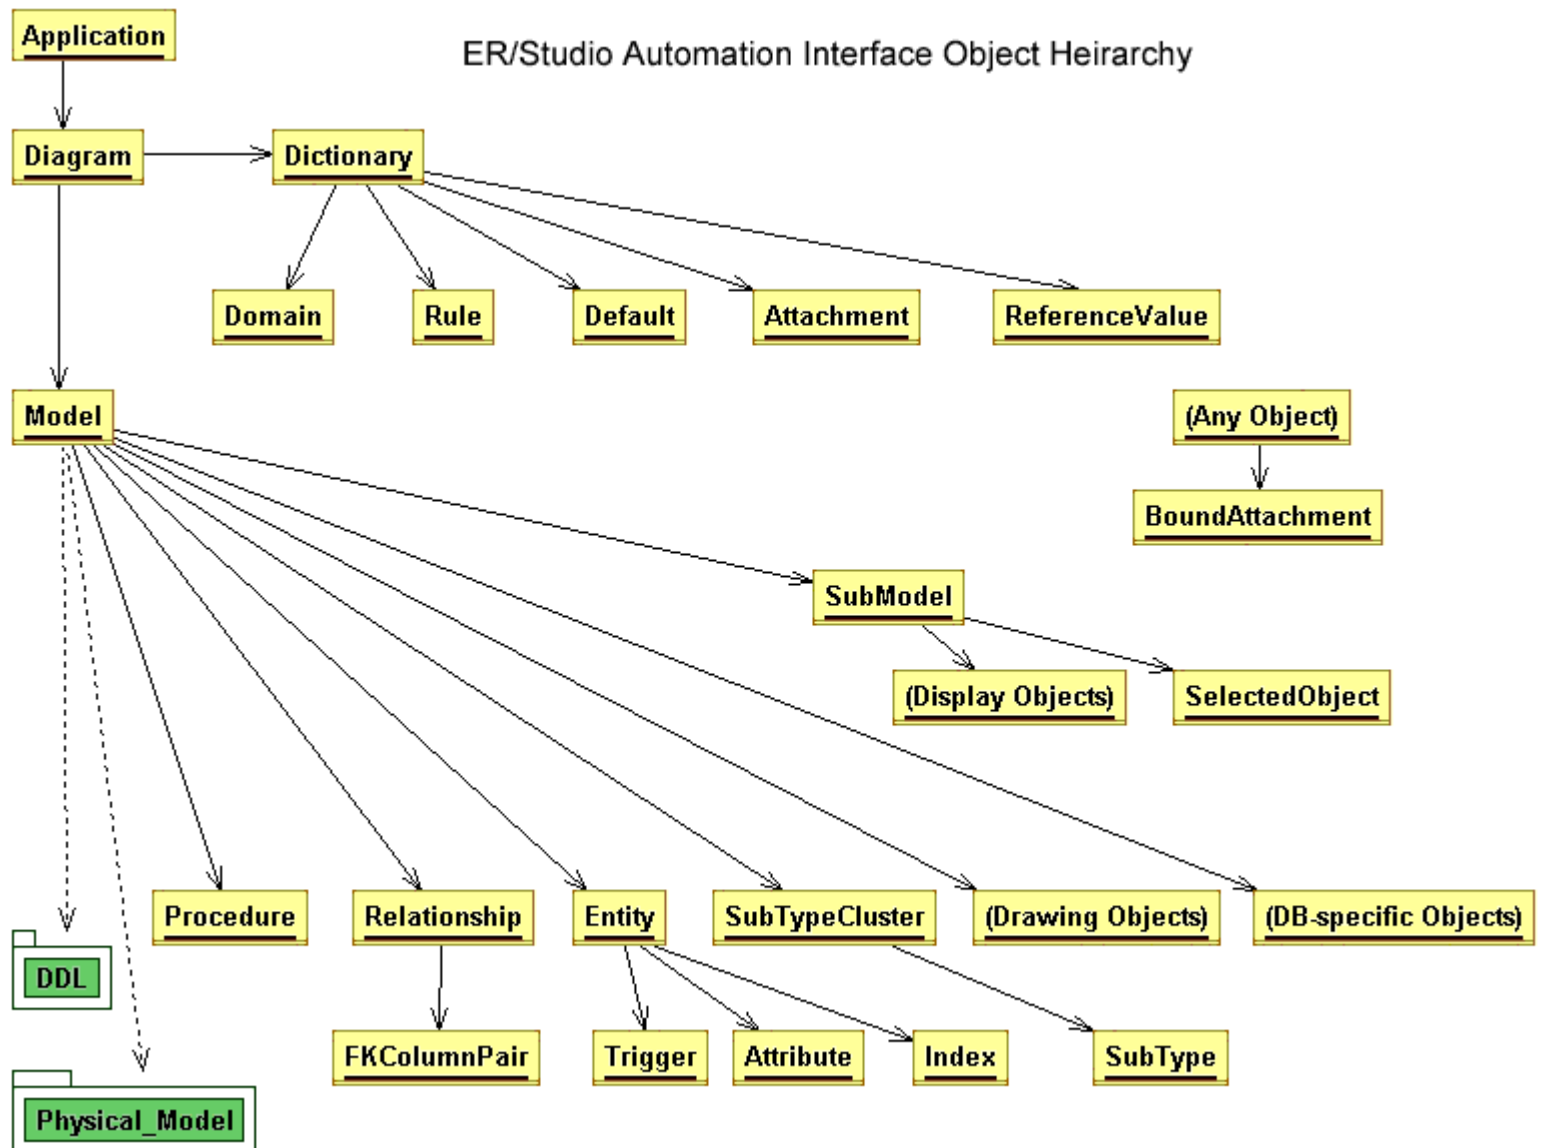 Application
ER/Studio Automation Interface Object Heirarchy
Diagram
Dictionary
Domain
Rule
Default
Attachment
ReferenceValue
Model
(Any Object)
BoundAttachment
SubModel
(Display Objects)
SelectedObject
Procedure
Relationship
Entity
SubTypeCluster
(Drawing Objects)
(DB-specific Objects)
DDL
FKColumnPair
Trigger
Attribute
Index
SubType
Physical_Model